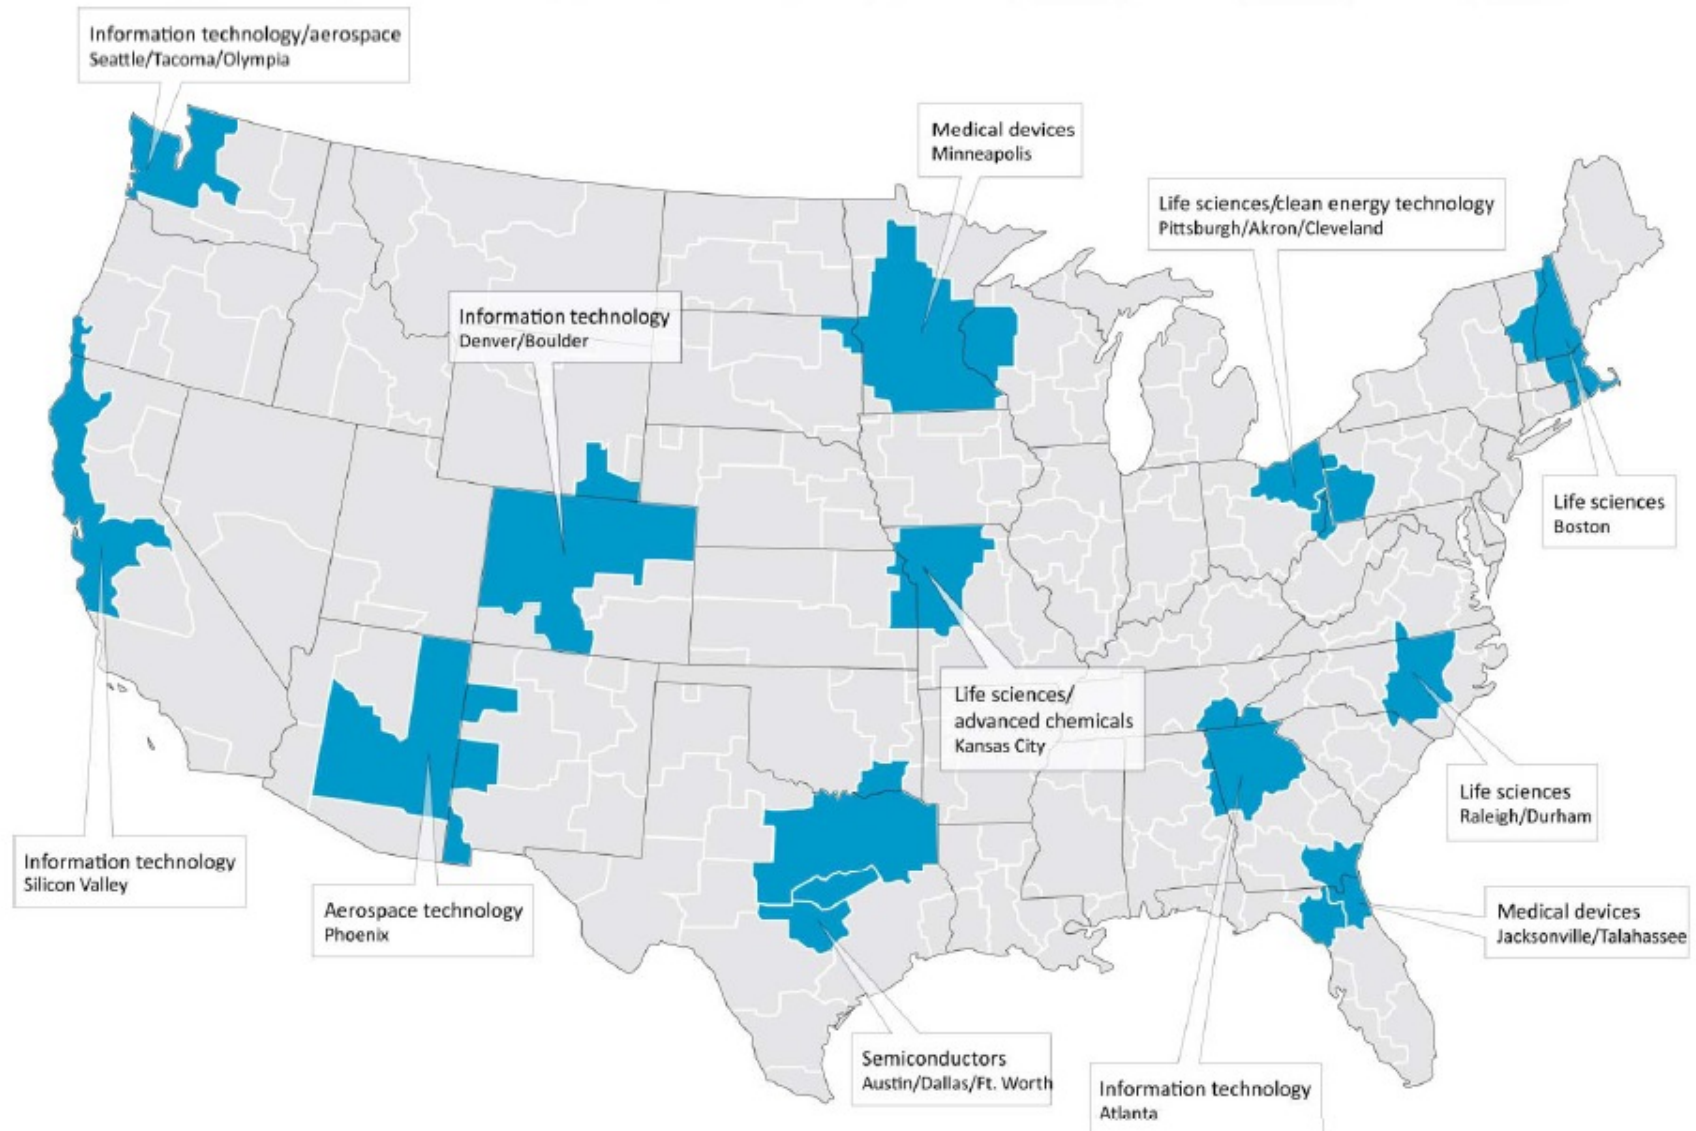 Information technology/aerospace
Seattle/Tacoma/Olympia
Medical devices
Minneapolis
Life sciences/clean energy technology
Pittsburgh/Akron/Cleveland
Information technology
Denver/Boulder
Life sciences
Boston
Life sciences/
advanced chemicals
Kansas City
Life sciences
Raleigh/Durham
Information technology
Silicon Valley
Aerospace technology
Phoenix
Medical devices
Jacksonville/Talahassee
Semiconductors
Austin/Dallas/Ft. Worth
Information technology
Atlanta